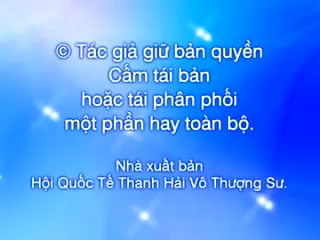 © Tác giả giữ bản quyền
Cấm tái bản
hoặc tái phân phối
một phần hay toàn bộ.
Nhà xuất bản
Hội Quốc Tế Thanh Hải Vô Thượng Sư.